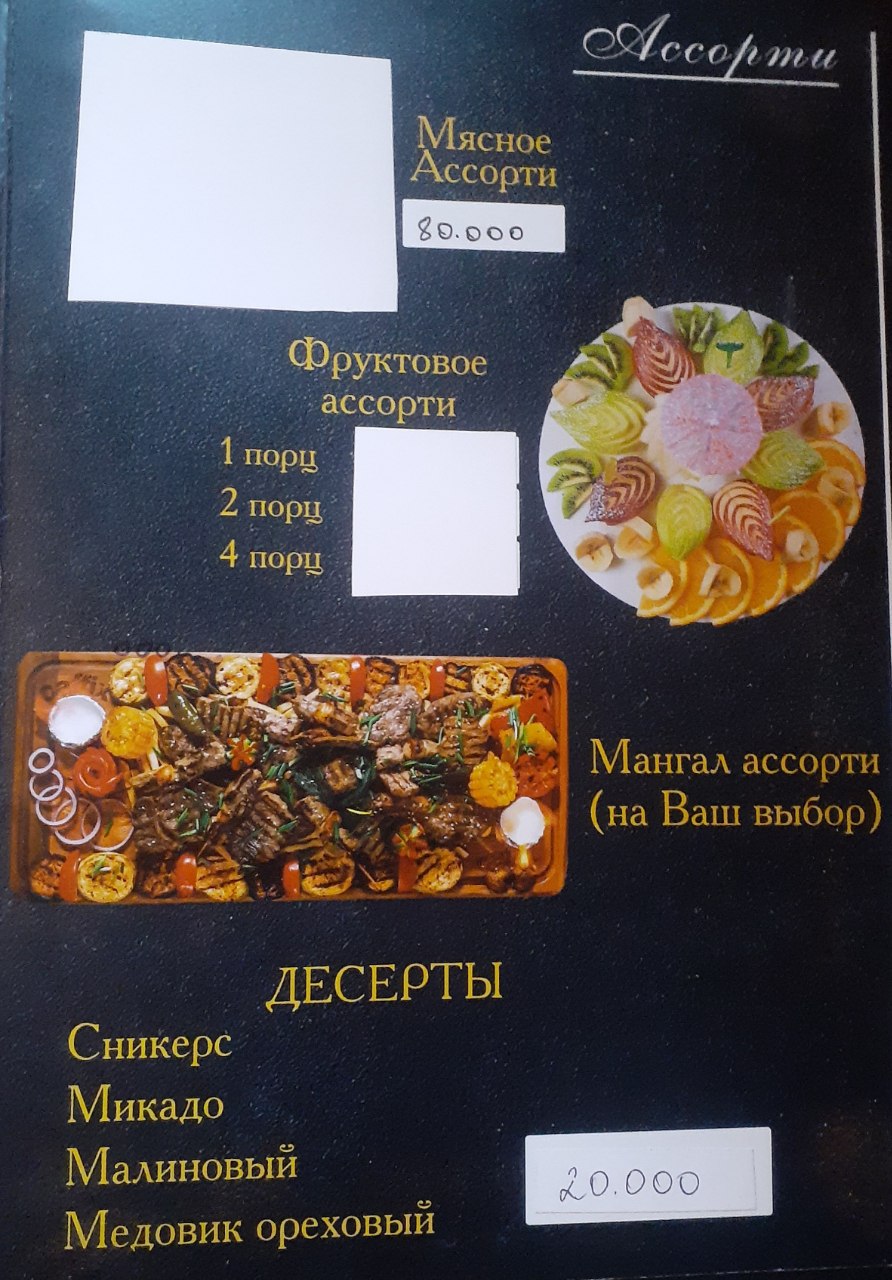 Ассорти
Мясное
Ассорти
80.000
Фруктовое
ассорти
1 порц
2 порц
4 порц
Мангал ассорти
(на Ваш выбор)
ДЕСЕРТЫ
Сникерс
Микадо
Малиновый
20.000
Медовик ореховый